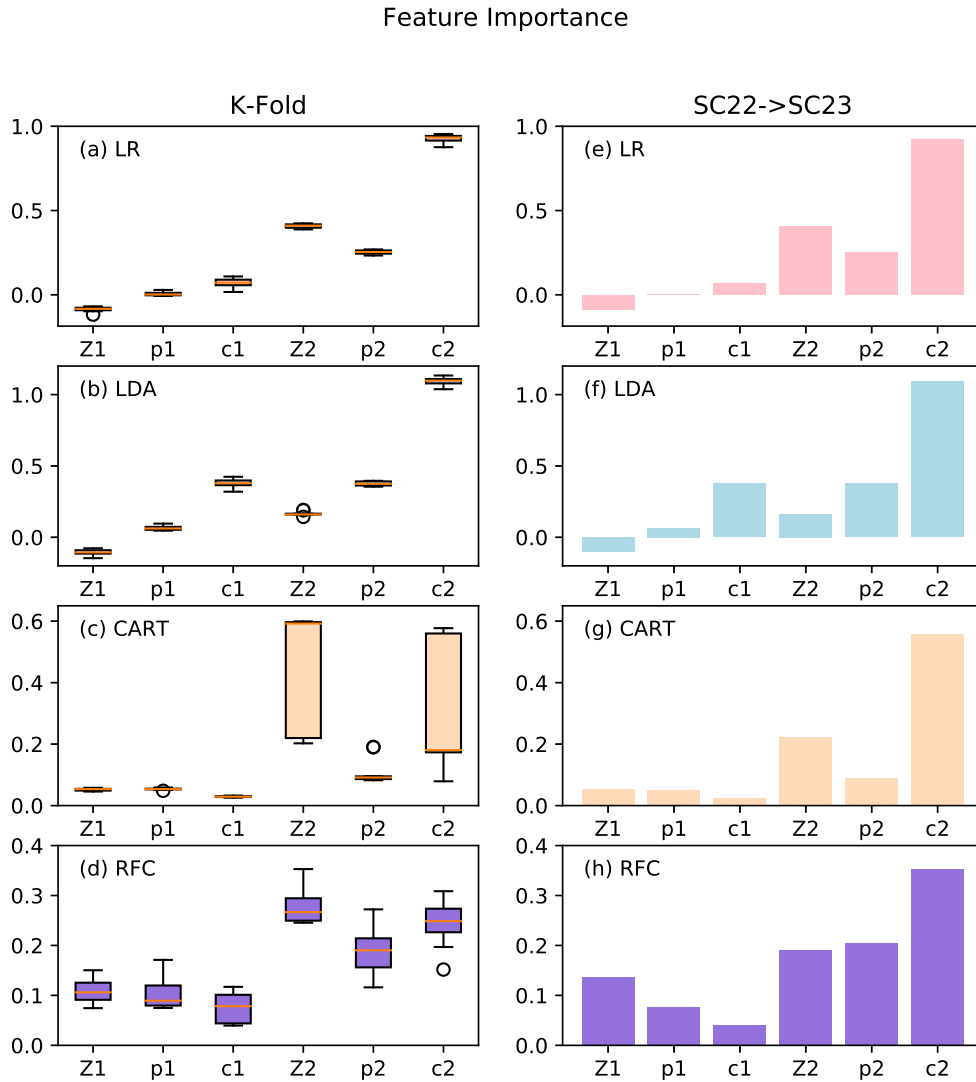 Feature Importance
K-Fold
SC22->SC23
1.0
0.5
0.0
(a) LR
Z1 p1 c1 Z2 p2 c2
(e) LR
Z1 p1 c1 Z2 p2 c2
1.0
0.5
0.0
(b) LDA
Z1 p1 c1 Z2 p2 c2
1.0
0.5
0.0
(f) LDA
Z1 p1 c1 Z2 p2 c2
0.6
0.4
0.2
0.0
(c) CART
Z1 p1 c1 Z2 p2 c2
0.6
0.4
0.2
0.0
(g) CART
Z1 p1 c1 Z2 p2 c2
0.4
0.3
0.2
0.1
0.0
(d) RFC
Z1 p1 c1 Z2 p2 c2
0.4
0.3
0.2
0.1
0.0
(h) RFC
Z1 p1 c1 Z2 p2 c2